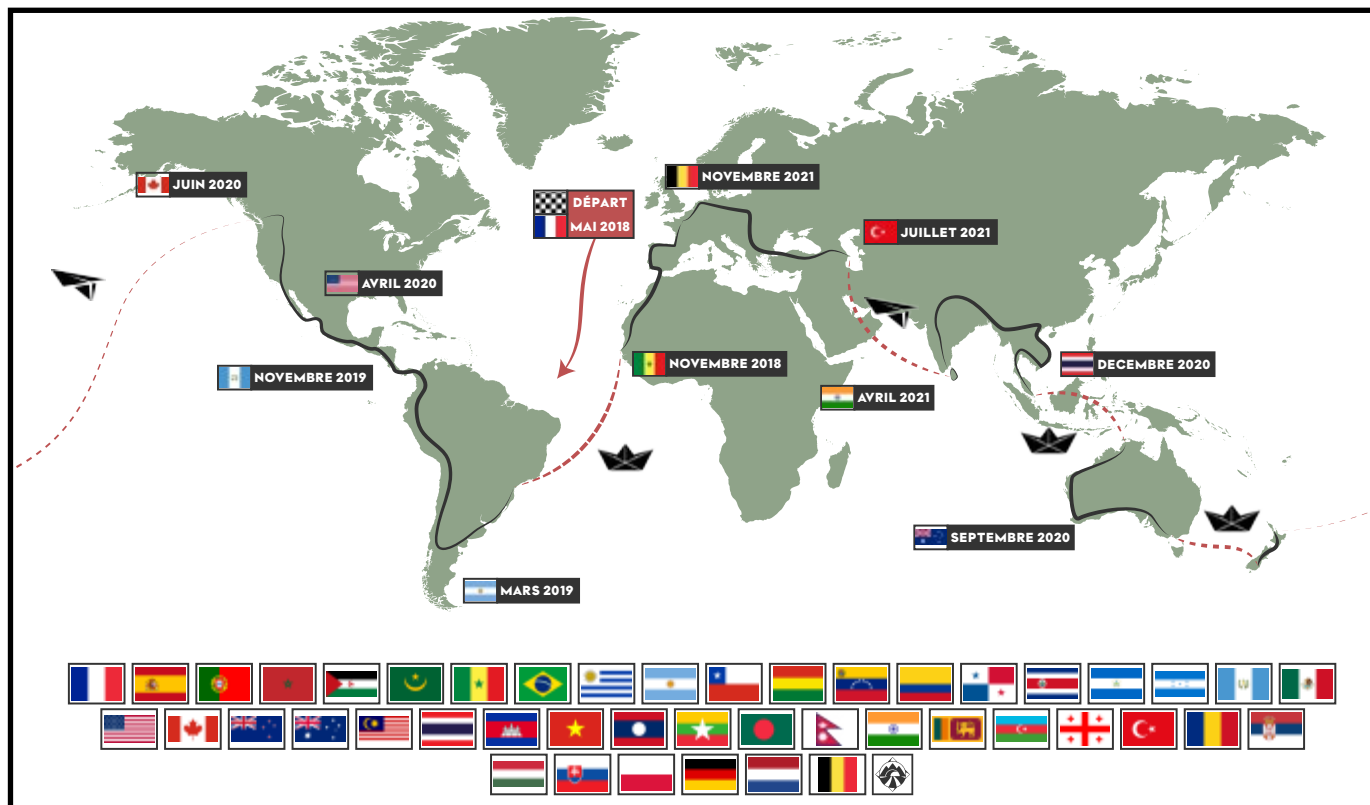 NOVEMBRE 2021
JUIN 2020
DÉPART
MAI 2018
JUILLET 2021
AVRIL 2020
NOVEMBRE 2018
DECEMBRE 2020
NOVEMBRE 2019
AVRIL 2021
SEPTEMBRE 2020
MARS 2019